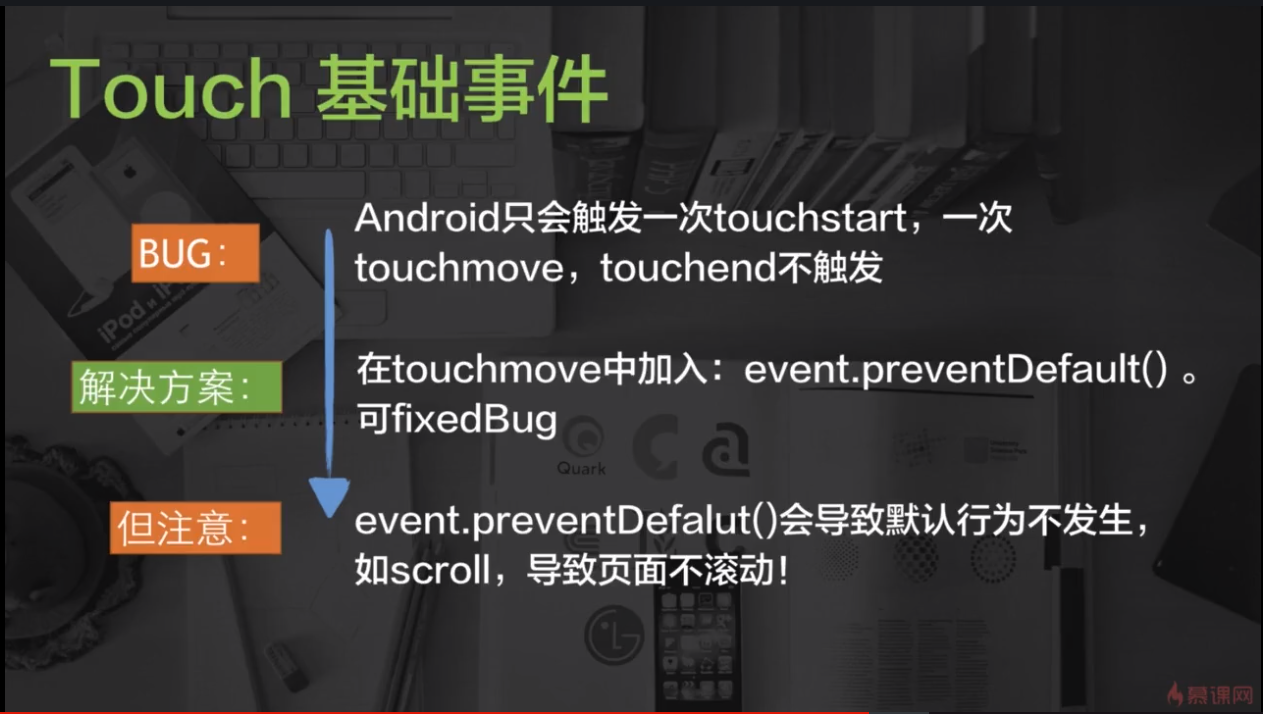 Touch 基础事件
BUG：
Android只会触发一次touchstart，一次
touchmove，touchend不触发
解决方案：
在touchmove中加入：event.preventDefault() 。
可fixedBug
但注意：
event.preventDefalut()会导致默认行为不发生，
如scroll，导致页面不滚动！
iPod и iP
Quark
LG
慕课网